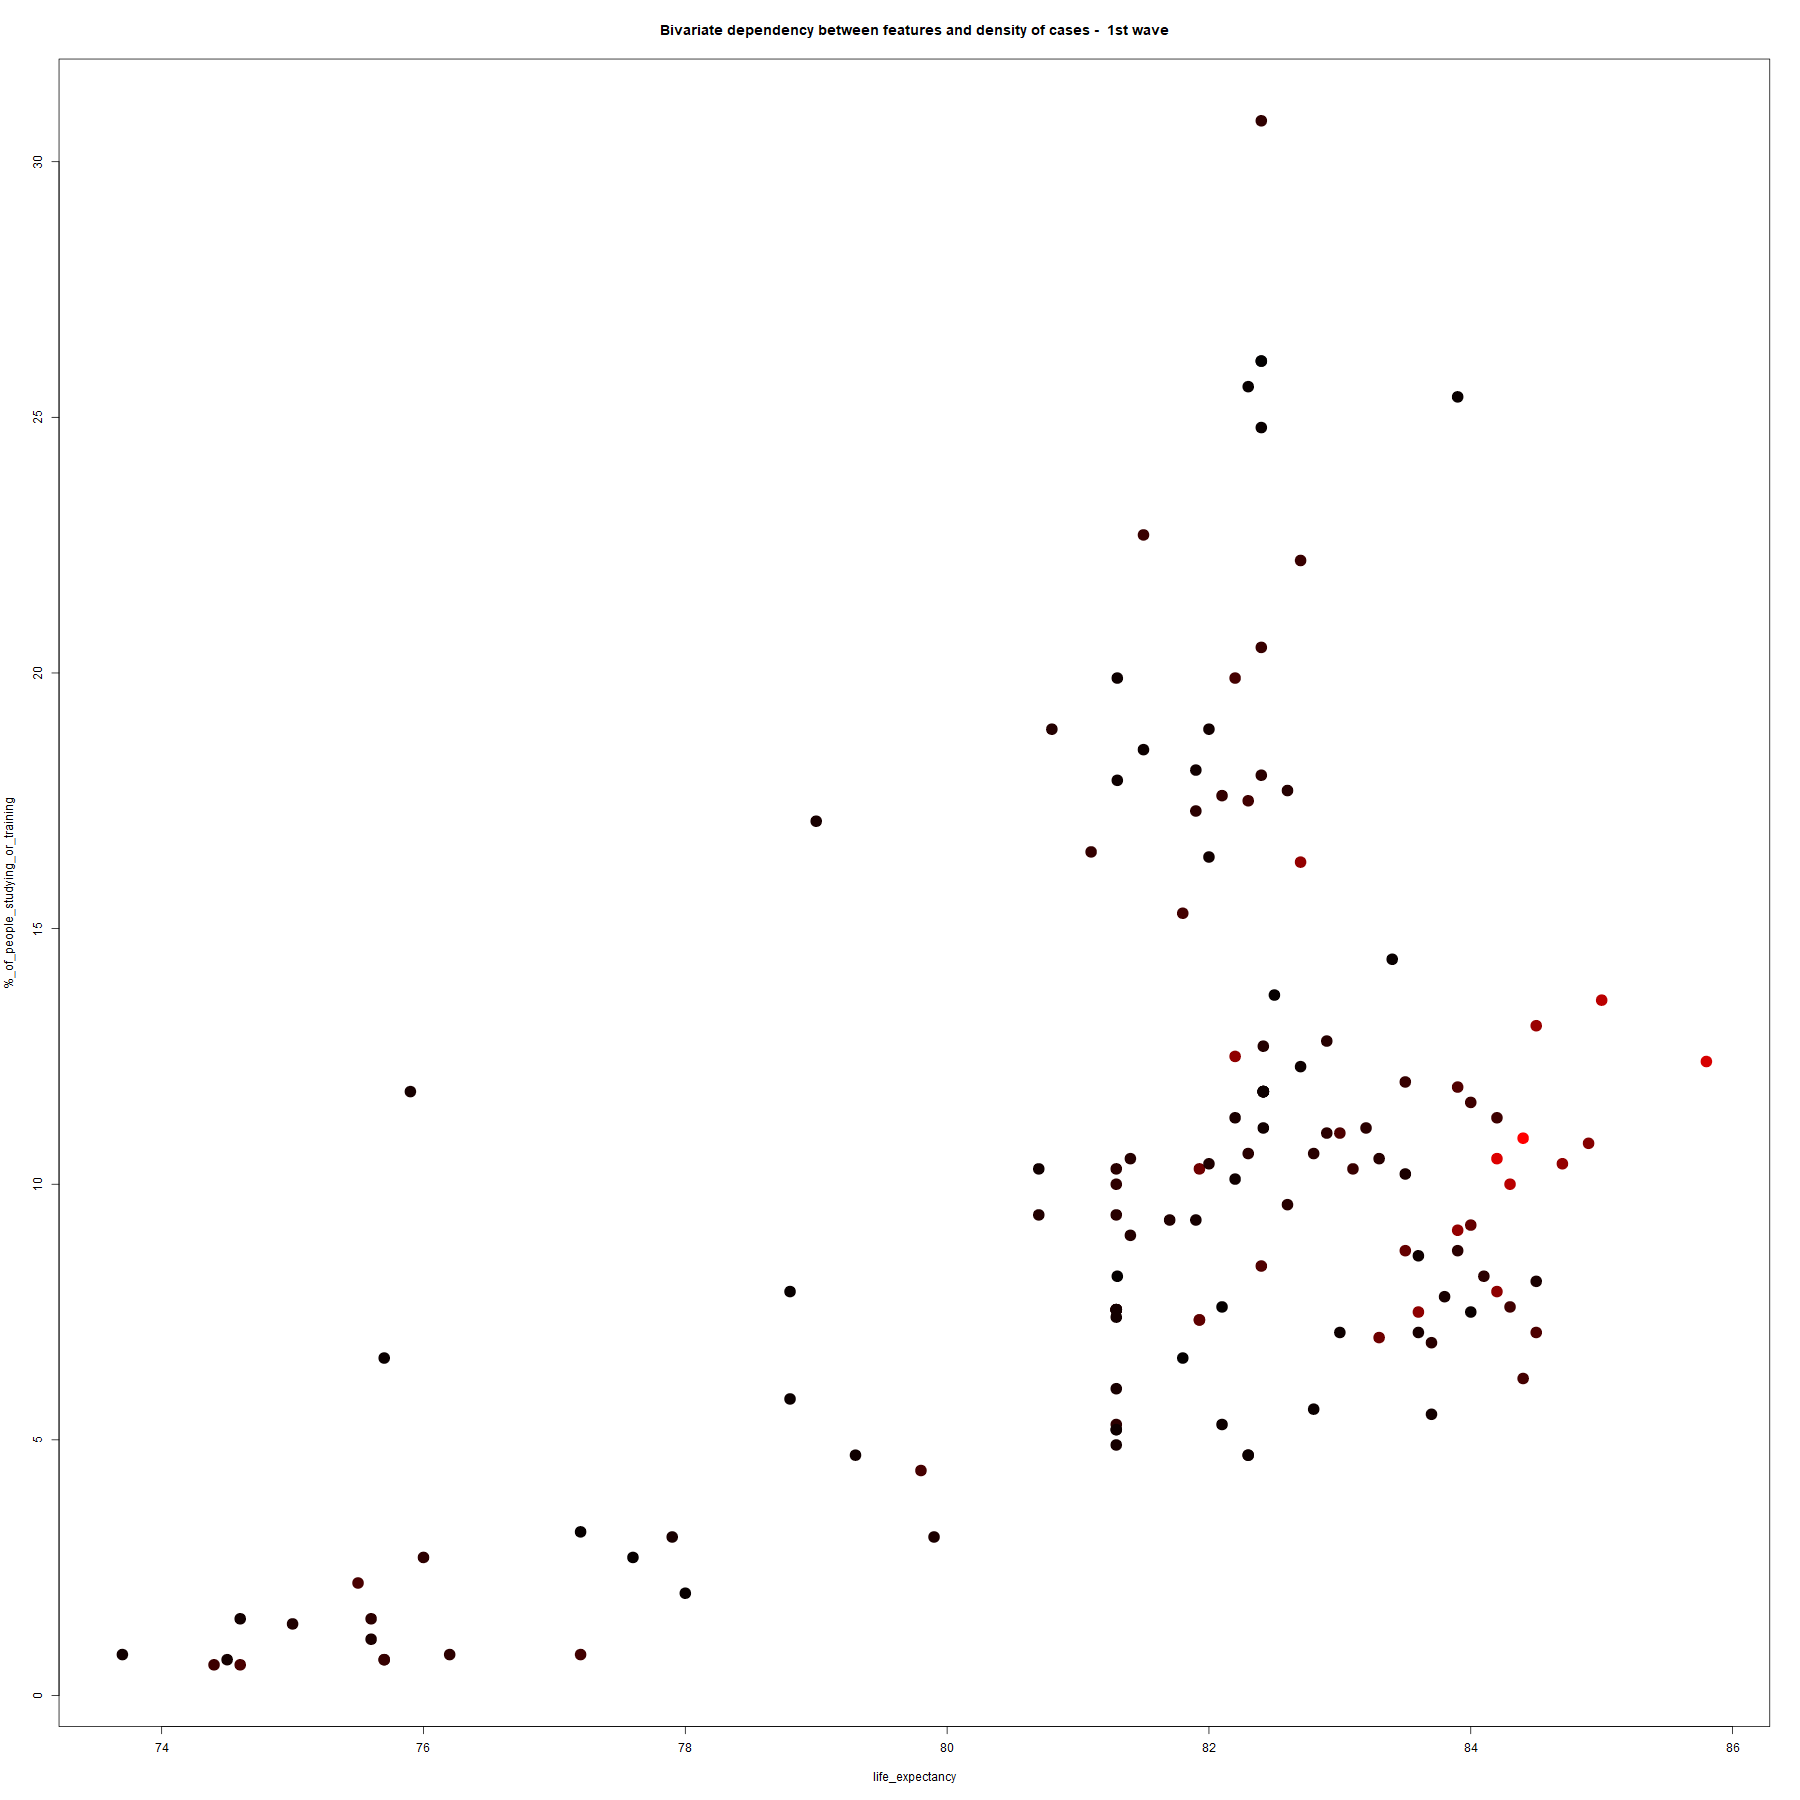 Bivariate dependency between features and density of cases -  1st wave
30
25
20
15
10
5
0
%_of_people_studying_or_training
74 76 78 80 82 84 86
life_expectancy